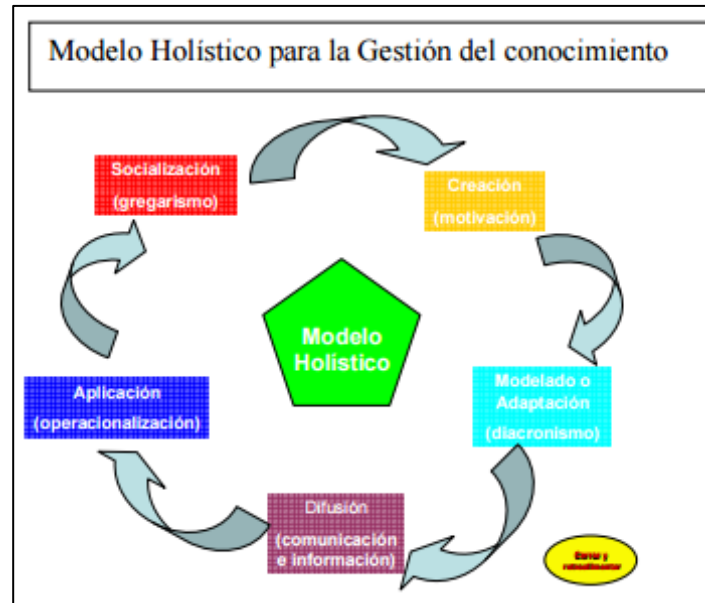 Modelo Holístico para la Gestión del conocimiento
Socialización
(gregarismo)
Creación
(motivación)
Modelo
Holístico
Aplicación
(operacionalización)
Modelado o
Adaptación
(diacronismo)
Difusión
(comunicación
e información)
y
retroalimentar